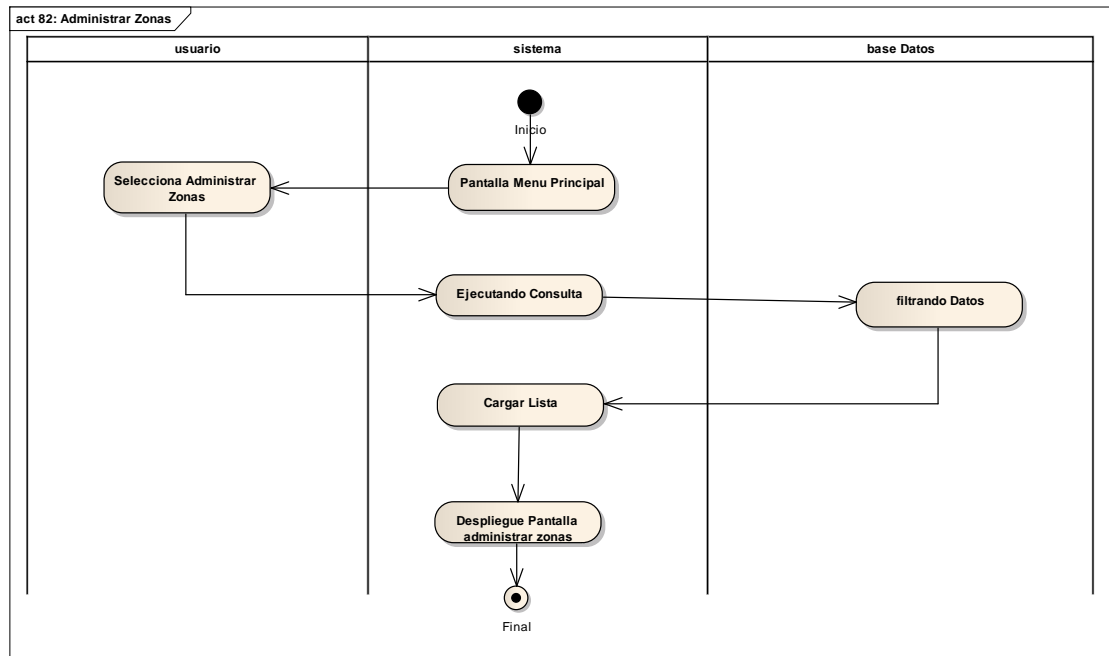 act 82: Administrar Zonas
usuario
sistema
base Datos
Inicio
Selecciona Administrar
Zonas
Pantalla Menu Principal
Ejecutando Consulta
filtrando Datos
Cargar Lista
Despliegue Pantalla
administrar zonas
Final